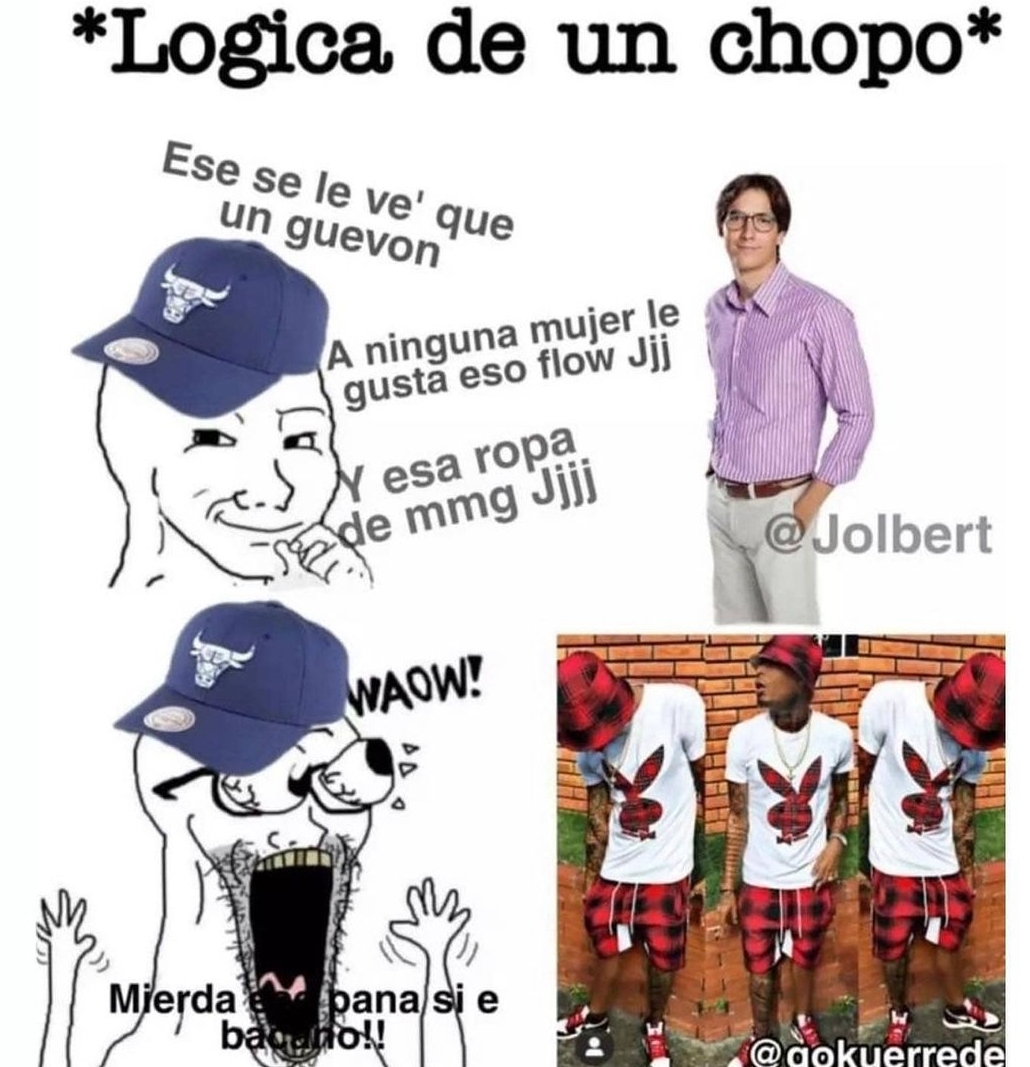 *Logica de un chopo*
Ese se le ve' que
un guevon
A ninguna mujer le
gusta eso flow Jjj
Y esa ropa
de mmg Jjjj
@Jolbert
WAOW!
Mierda pana si e
bacano!!
@gokuerrede